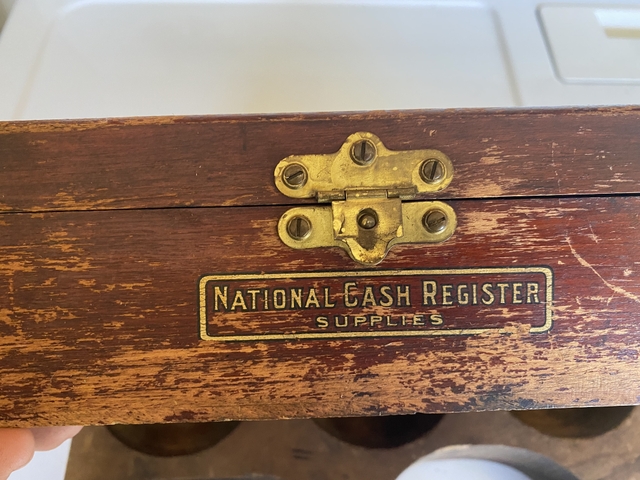 NATIONAL CASH REGISTER
SUPPLIES